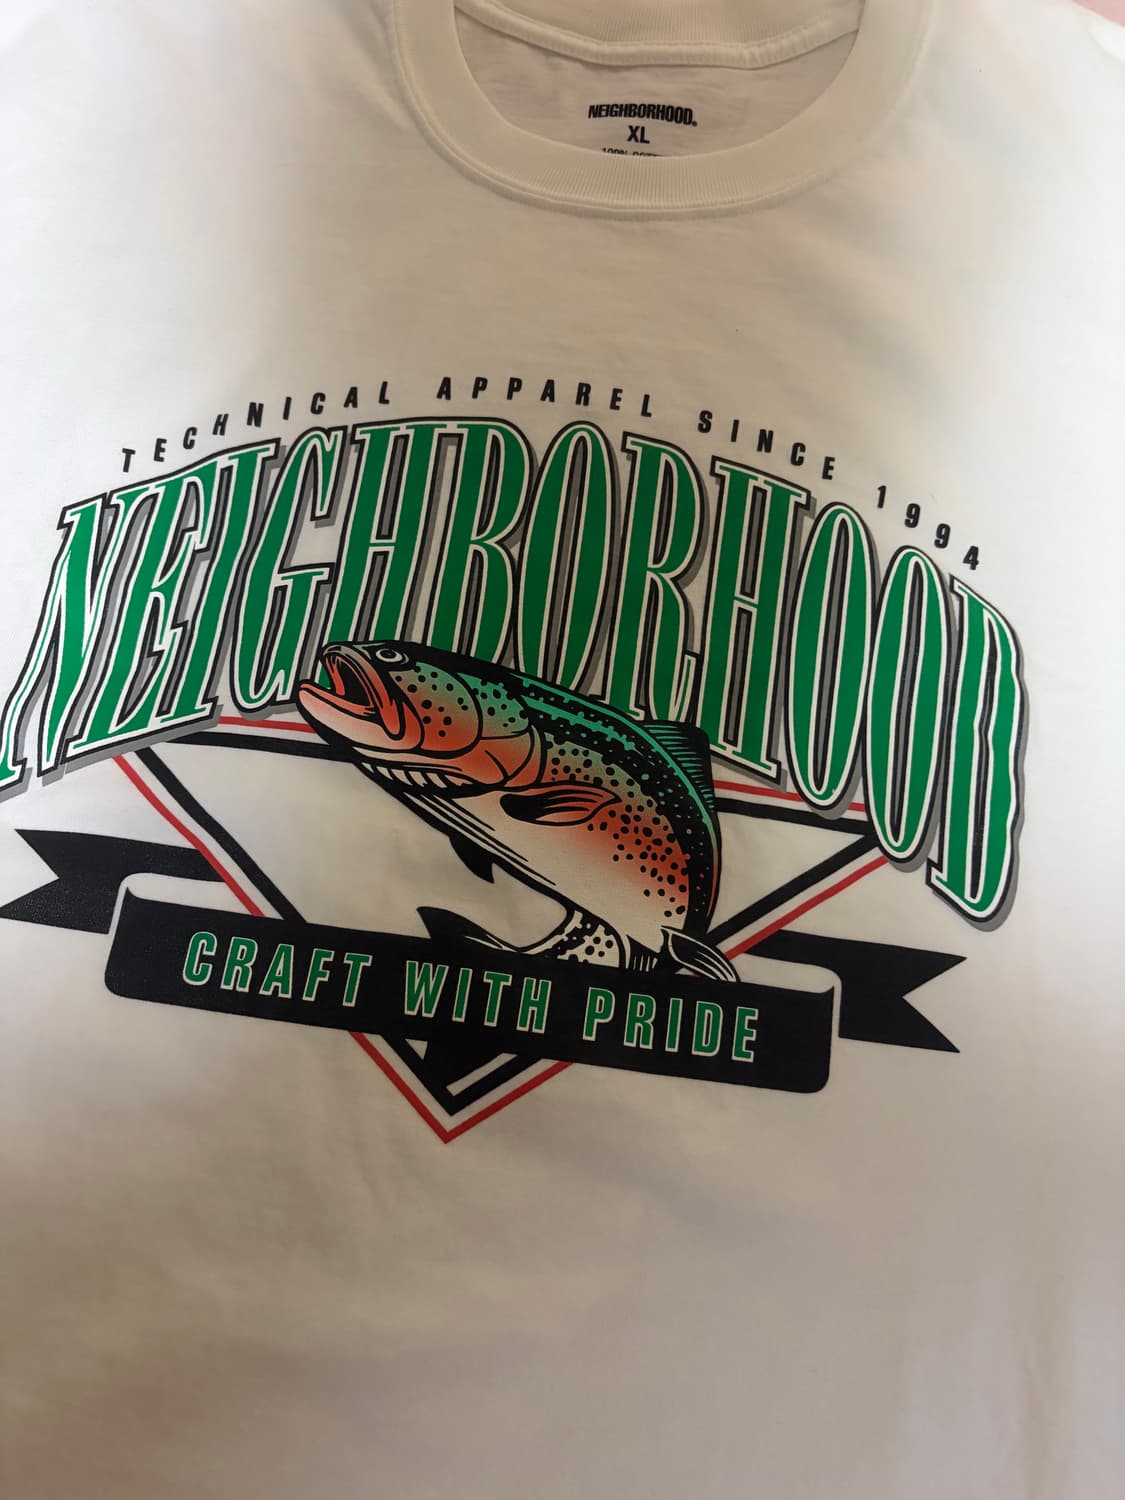 NEIGHBORHOOD®
XL
TECHNICAL APPAREL SINCE 1994
NEIGHBORHOOD
CRAFT WITH PRIDE